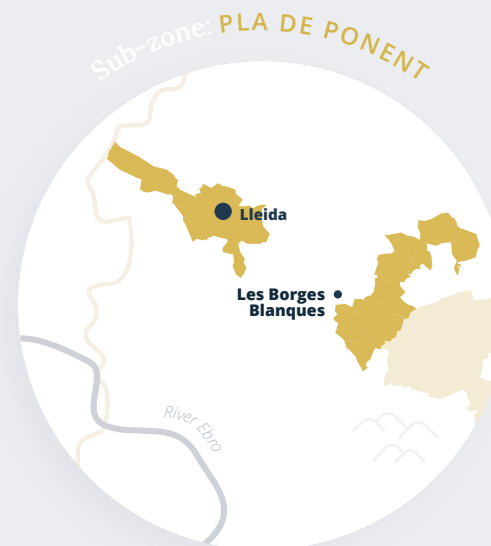 Sub-zone: PLA DE PONENT
Lleida
Les Borges
Blanques
River Ebro